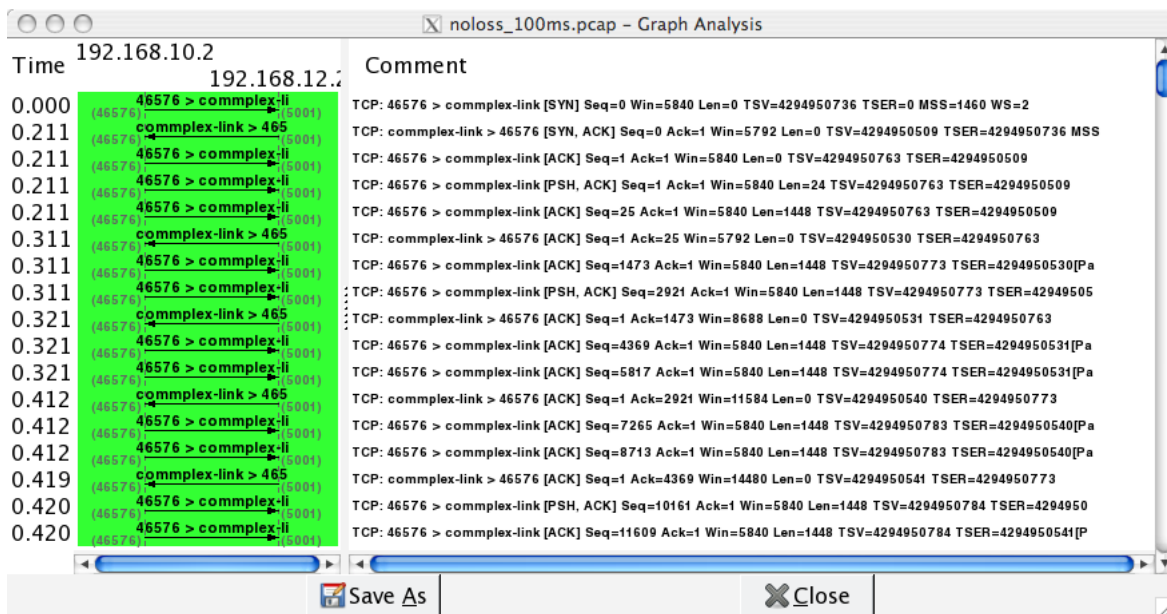 noloss_100ms.pcap - Graph Analysis
Time 192.168.10.2 192.168.12.2 Comment
0.000 46576 > commplex-li (46576) (5001) TCP: 46576 > commplex-link [SYN] Seq=0 Win=5840 Len=0 TSV=4294950736 TSER=0 MSS=1460 WS=2
0.211 commplex-link > 465 (46576) (5001) TCP: commplex-link > 46576 [SYN, ACK] Seq=0 Ack=1 Win=5792 Len=0 TSV=4294950509 TSER=4294950736 MSS
0.211 46576 > commplex-li (46576) (5001) TCP: 46576 > commplex-link [ACK] Seq=1 Ack=1 Win=5840 Len=0 TSV=4294950763 TSER=4294950509
0.211 46576 > commplex-li (46576) (5001) TCP: 46576 > commplex-link [PSH, ACK] Seq=1 Ack=1 Win=5840 Len=24 TSV=4294950763 TSER=4294950509
0.211 46576 > commplex-li (46576) (5001) TCP: 46576 > commplex-link [ACK] Seq=25 Ack=1 Win=5840 Len=1448 TSV=4294950763 TSER=4294950509
0.311 commplex-link > 465 (46576) (5001) TCP: commplex-link > 46576 [ACK] Seq=1 Ack=25 Win=5792 Len=0 TSV=4294950530 TSER=4294950763
0.311 46576 > commplex-li (46576) (5001) TCP: 46576 > commplex-link [ACK] Seq=1473 Ack=1 Win=5840 Len=1448 TSV=4294950773 TSER=4294950530[Pa
0.311 46576 > commplex-li (46576) (5001) TCP: 46576 > commplex-link [PSH, ACK] Seq=2921 Ack=1 Win=5840 Len=1448 TSV=4294950773 TSER=42949505
0.321 commplex-link > 465 (46576) (5001) TCP: commplex-link > 46576 [ACK] Seq=1 Ack=1473 Win=8688 Len=0 TSV=4294950531 TSER=4294950763
0.321 46576 > commplex-li (46576) (5001) TCP: 46576 > commplex-link [ACK] Seq=4369 Ack=1 Win=5840 Len=1448 TSV=4294950774 TSER=4294950531[Pa
0.321 46576 > commplex-li (46576) (5001) TCP: 46576 > commplex-link [ACK] Seq=5817 Ack=1 Win=5840 Len=1448 TSV=4294950774 TSER=4294950531[Pa
0.412 commplex-link > 465 (46576) (5001) TCP: commplex-link > 46576 [ACK] Seq=1 Ack=2921 Win=11584 Len=0 TSV=4294950540 TSER=4294950773
0.412 46576 > commplex-li (46576) (5001) TCP: 46576 > commplex-link [ACK] Seq=7265 Ack=1 Win=5840 Len=1448 TSV=4294950783 TSER=4294950540[Pa
0.412 46576 > commplex-li (46576) (5001) TCP: 46576 > commplex-link [ACK] Seq=8713 Ack=1 Win=5840 Len=1448 TSV=4294950783 TSER=4294950540[Pa
0.419 commplex-link > 465 (46576) (5001) TCP: commplex-link > 46576 [ACK] Seq=1 Ack=4369 Win=14480 Len=0 TSV=4294950541 TSER=4294950773
0.420 46576 > commplex-li (46576) (5001) TCP: 46576 > commplex-link [PSH, ACK] Seq=10161 Ack=1 Win=5840 Len=1448 TSV=4294950784 TSER=4294950
0.420 46576 > commplex-li (46576) (5001) TCP: 46576 > commplex-link [ACK] Seq=11609 Ack=1 Win=5840 Len=1448 TSV=4294950784 TSER=4294950541[P
Save As Close